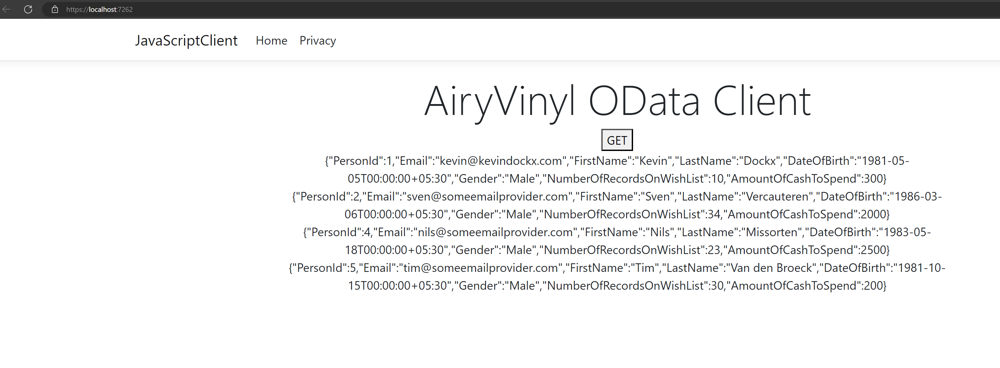 https://localhost:7262
JavaScriptClient Home Privacy
AiryVinyl OData Client
GET
{"PersonId":1,"Email":"kevin@kevindockx.com","FirstName":"Kevin","LastName":"Dockx","DateOfBirth":"1981-05-
05T00:00:00+05:30","Gender":"Male","NumberOfRecordsOnWishList":10,"AmountOfCashToSpend":300}
{"PersonId":2,"Email":"sven@someemailprovider.com","FirstName":"Sven","LastName":"Vercauteren","DateOfBirth":"1986-03-
06T00:00:00+05:30","Gender":"Male","NumberOfRecordsOnWishList":34,"AmountOfCashToSpend":2000}
{"PersonId":4,"Email":"nils@someemailprovider.com","FirstName":"Nils","LastName":"Missorten","DateOfBirth":"1983-05-
18T00:00:00+05:30","Gender":"Male","NumberOfRecordsOnWishList":23,"AmountOfCashToSpend":2500}
{"PersonId":5,"Email":"tim@someemailprovider.com","FirstName":"Tim","LastName":"Van den Broeck","DateOfBirth":"1981-10-
15T00:00:00+05:30","Gender":"Male","NumberOfRecordsOnWishList":30,"AmountOfCashToSpend":200}